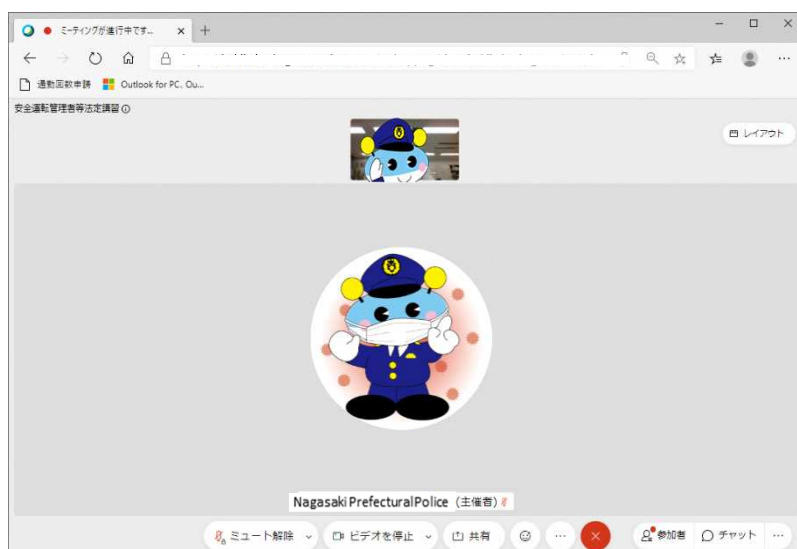 ミーティングが進行中です...
通勤回数申請 Outlook for PC, Ou...
安全運転管理者等法定講習
レイアウト
Nagasaki Prefectural Police (主催者)
ミュート解除 ビデオを停止 共有 参加者 チャット